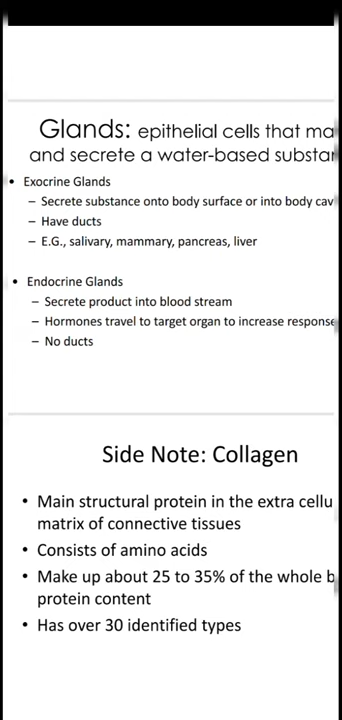 Glands: epithelial cells that ma
and secrete a water-based substa
• Exocrine Glands
– Secrete substance onto body surface or into body cav
– Have ducts
– E.G., salivary, mammary, pancreas, liver
• Endocrine Glands
– Secrete product into blood stream
– Hormones travel to target organ to increase response
– No ducts
Side Note: Collagen
• Main structural protein in the extra cellu
matrix of connective tissues
• Consists of amino acids
• Make up about 25 to 35% of the whole b
protein content
• Has over 30 identified types